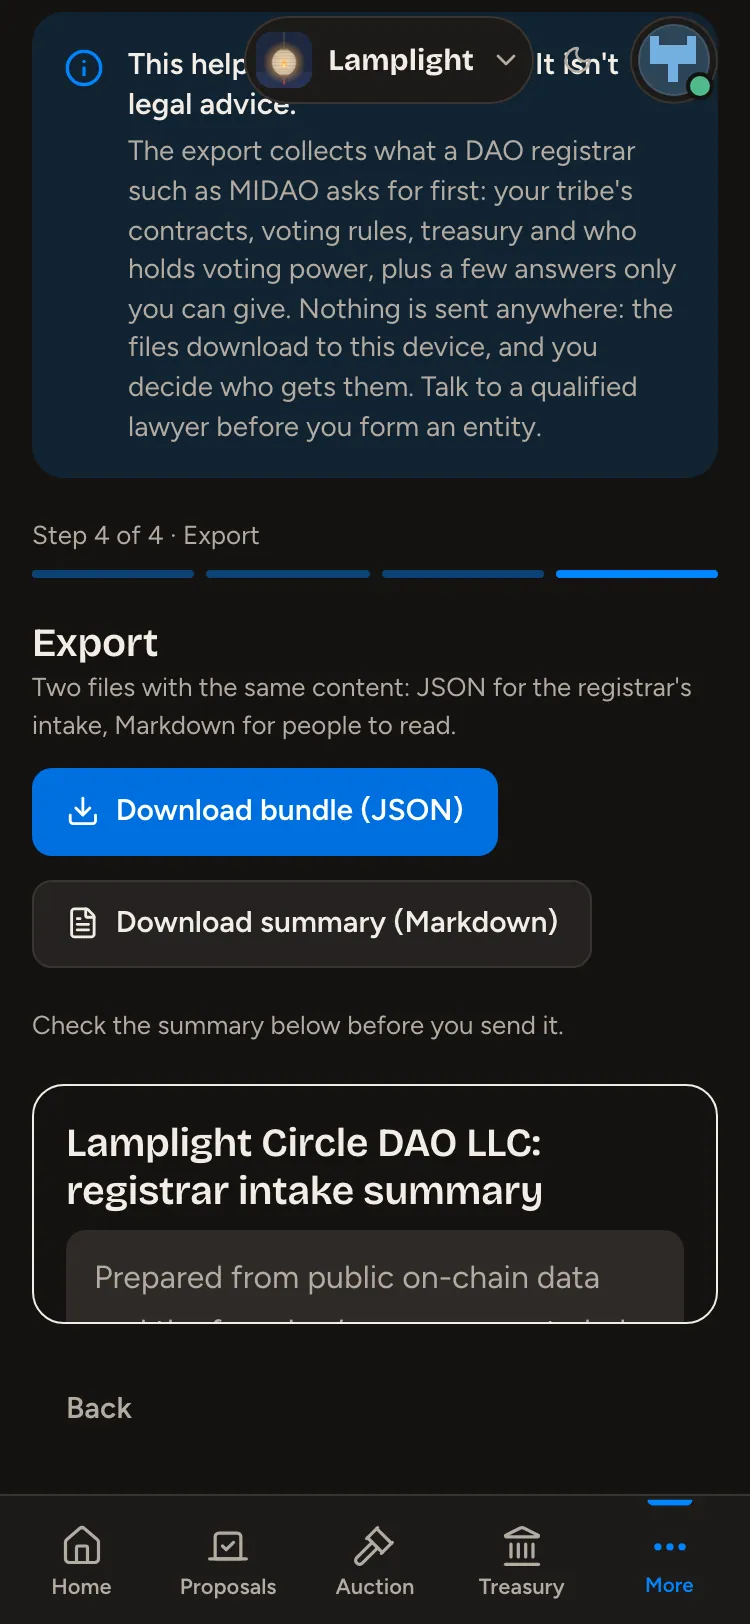 This help
Lamplight
It isn't
legal advice.
The export collects what a DAO registrar
such as MIDAO asks for first: your tribe's
contracts, voting rules, treasury and who
holds voting power, plus a few answers only
you can give. Nothing is sent anywhere: the
files download to this device, and you
decide who gets them. Talk to a qualified
lawyer before you form an entity.
Step 4 of 4 · Export
Export
Two files with the same content: JSON for the registrar's
intake, Markdown for people to read.
Download bundle (JSON)
Download summary (Markdown)
Check the summary below before you send it.
Lamplight Circle DAO LLC:
registrar intake summary
Prepared from public on-chain data
Back
Home
Proposals
Auction
Treasury
More